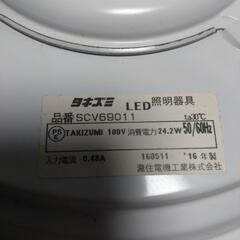 タキズミ LED照明器具
品番 SCV69011 ta30℃
PS E TAKIZUMI 100V 消費電力 24.2W 50/60Hz
入力電流 0.48A 160511 '16年製
瀧住電機工業株式会社